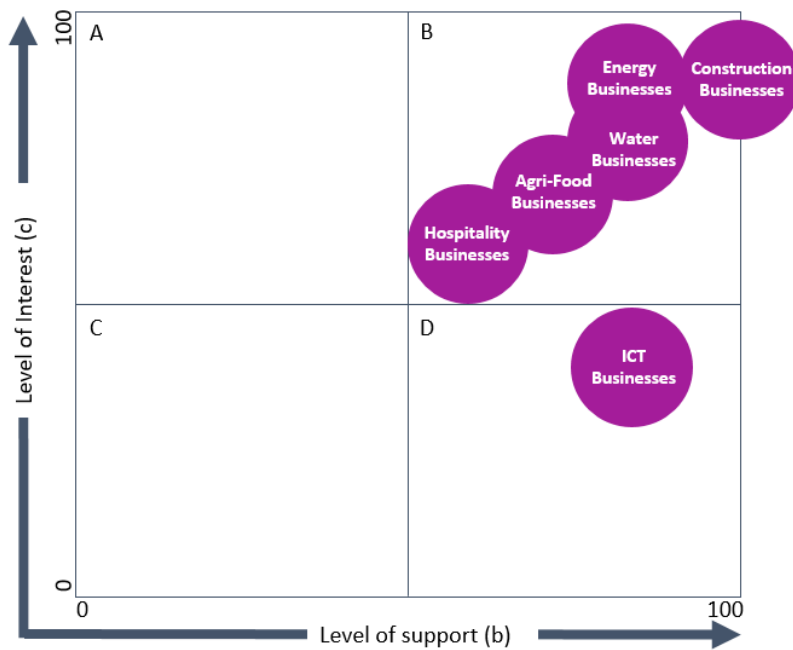 100
A
B
Energy
Businesses
Construction
Businesses
Water
Businesses
Agri-Food
Businesses
Hospitality
Businesses
Level of Interest (c)
C
D
ICT
Businesses
0
0
100
Level of support (b)